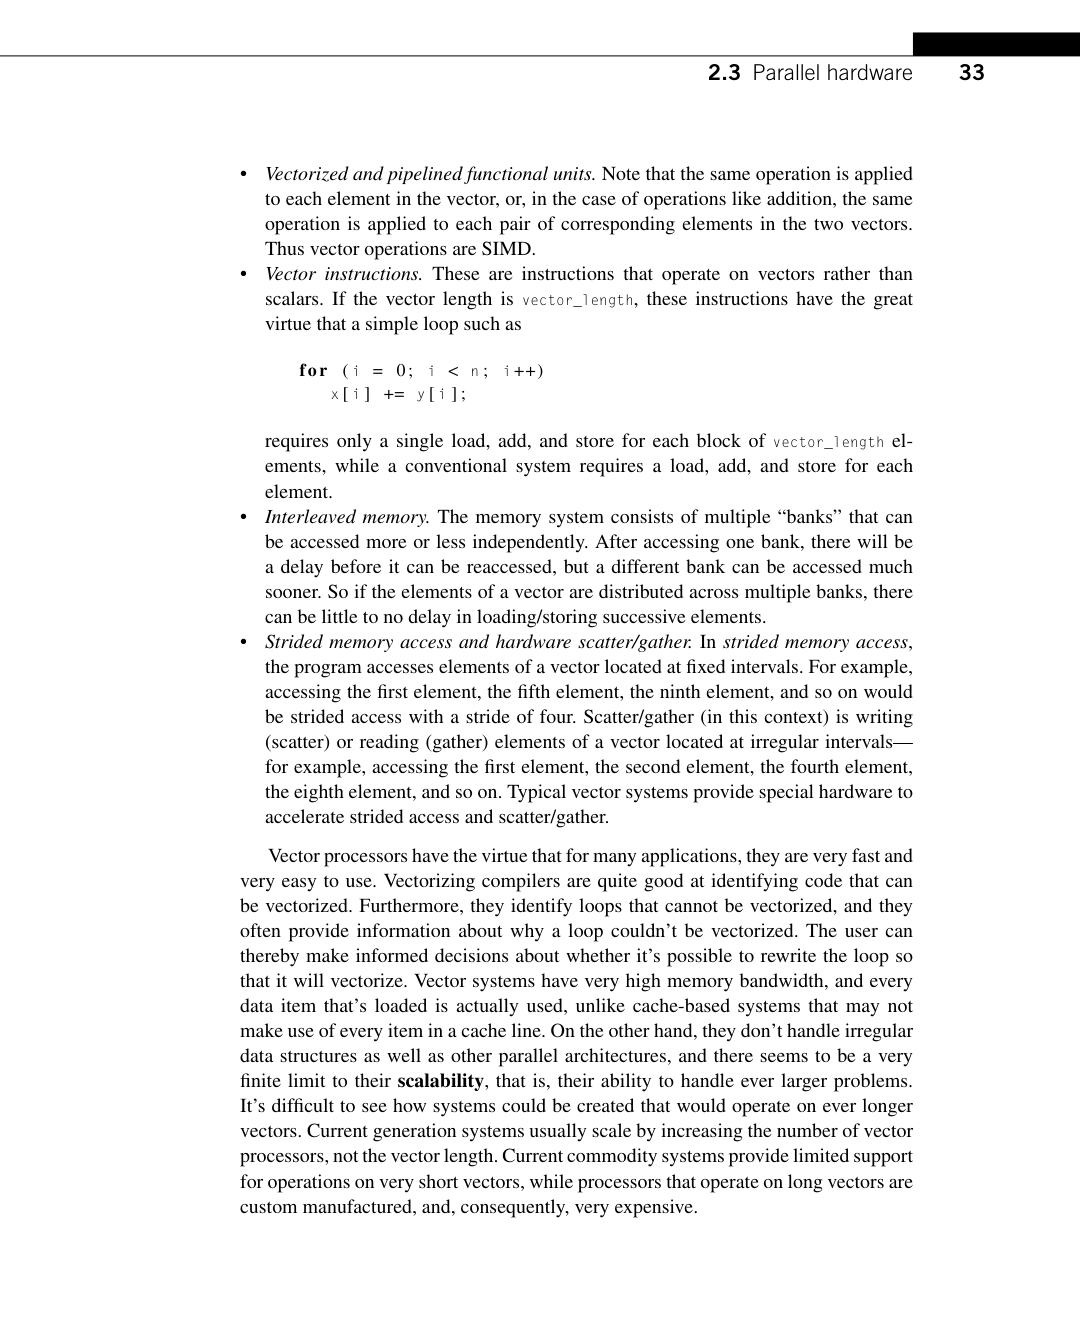 2.3 Parallel hardware 33
• Vectorized and pipelined functional units. Note that the same operation is applied
to each element in the vector, or, in the case of operations like addition, the same
operation is applied to each pair of corresponding elements in the two vectors.
Thus vector operations are SIMD.
• Vector instructions. These are instructions that operate on vectors rather than
scalars. If the vector length is vector_length, these instructions have the great
virtue that a simple loop such as
for (i = 0; i < n; i++)
x[i] += y[i];
requires only a single load, add, and store for each block of vector_length el-
ements, while a conventional system requires a load, add, and store for each
element.
• Interleaved memory. The memory system consists of multiple “banks” that can
be accessed more or less independently. After accessing one bank, there will be
a delay before it can be reaccessed, but a different bank can be accessed much
sooner. So if the elements of a vector are distributed across multiple banks, there
can be little to no delay in loading/storing successive elements.
• Strided memory access and hardware scatter/gather. In strided memory access,
the program accesses elements of a vector located at fixed intervals. For example,
accessing the first element, the fifth element, the ninth element, and so on would
be strided access with a stride of four. Scatter/gather (in this context) is writing
(scatter) or reading (gather) elements of a vector located at irregular intervals—
for example, accessing the first element, the second element, the fourth element,
the eighth element, and so on. Typical vector systems provide special hardware to
accelerate strided access and scatter/gather.
Vector processors have the virtue that for many applications, they are very fast and
very easy to use. Vectorizing compilers are quite good at identifying code that can
be vectorized. Furthermore, they identify loops that cannot be vectorized, and they
often provide information about why a loop couldn’t be vectorized. The user can
thereby make informed decisions about whether it’s possible to rewrite the loop so
that it will vectorize. Vector systems have very high memory bandwidth, and every
data item that’s loaded is actually used, unlike cache-based systems that may not
make use of every item in a cache line. On the other hand, they don’t handle irregular
data structures as well as other parallel architectures, and there seems to be a very
finite limit to their scalability, that is, their ability to handle ever larger problems.
It’s difficult to see how systems could be created that would operate on ever longer
vectors. Current generation systems usually scale by increasing the number of vector
processors, not the vector length. Current commodity systems provide limited support
for operations on very short vectors, while processors that operate on long vectors are
custom manufactured, and, consequently, very expensive.